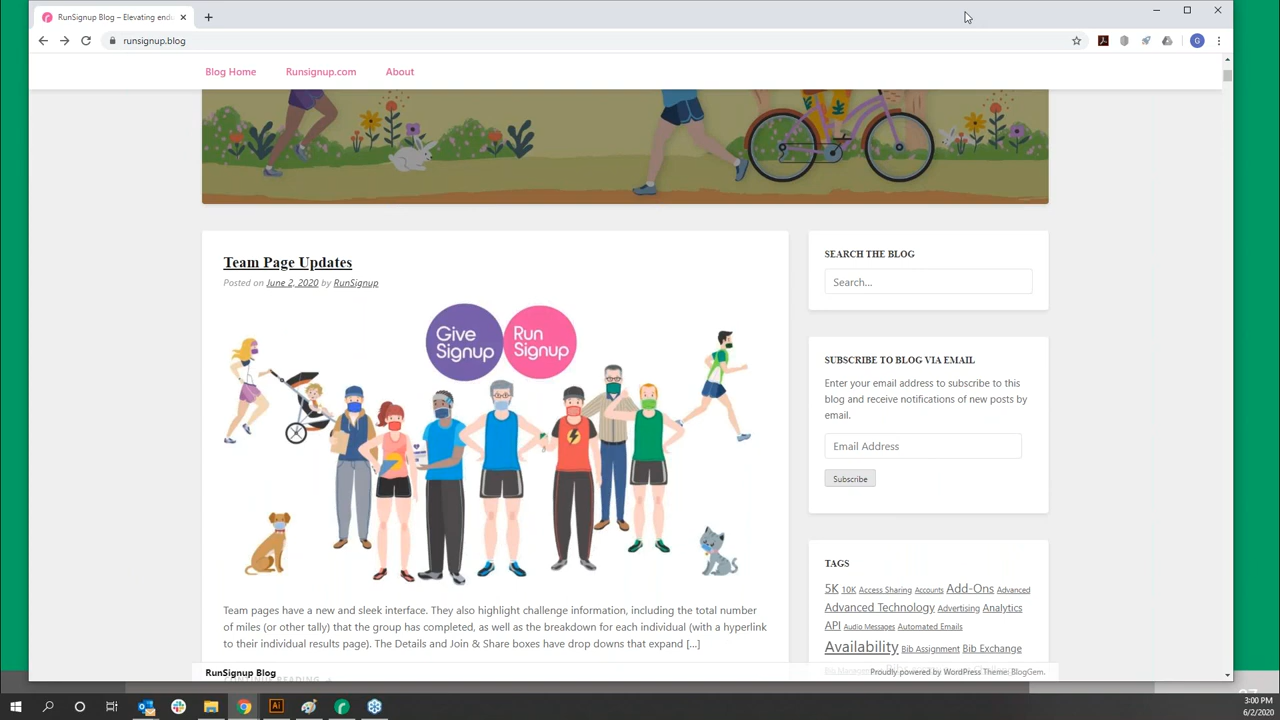 RunSignup Blog – Elevating endu
runsignup.blog
G
Blog Home Runsignup.com About
Team Page Updates
Posted on June 2, 2020 by RunSignup
Give
Signup
Run
Signup
Team pages have a new and sleek interface. They also highlight challenge information, including the total number
of miles (or other tally) that the group has completed, as well as the breakdown for each individual (with a hyperlink
to their individual results page). The Details and Join & Share boxes have drop downs that expand [...]
SEARCH THE BLOG
Search...
SUBSCRIBE TO BLOG VIA EMAIL
Enter your email address to subscribe to this
blog and receive notifications of new posts by
email.
Email Address
Subscribe
TAGS
5K 10K Access Sharing Accounts Add-Ons Advanced
Advanced Technology Advertising Analytics
API Audio Messages Automated Emails
Availability Bib Assignment Bib Exchange
RunSignup Blog
Proudly powered by WordPress Theme: BlogGem.
Ai
3:00 PM
6/2/2020